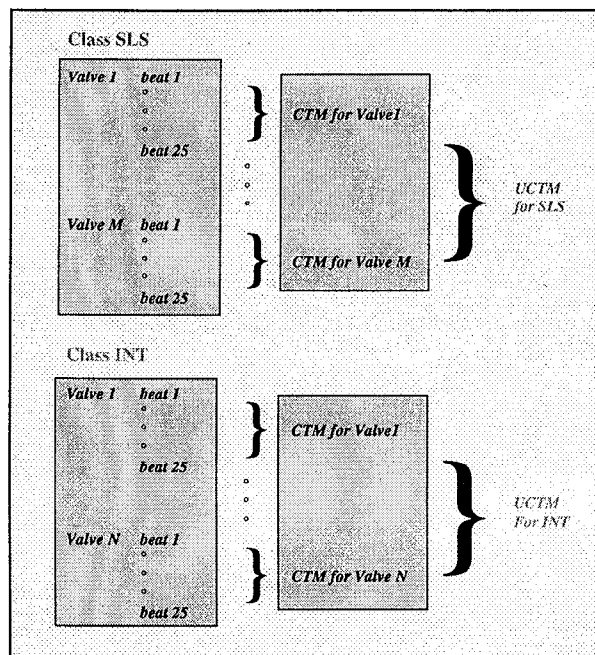 Class SLS
Valve 1 beat 1
beat 25
CTM for Valve1
Valve M beat 1
beat 25
CTM for Valve M
UCTM
for SLS
Class INT
Valve 1 beat 1
beat 25
CTM for Valve1
Valve N beat 1
beat 25
CTM for Valve N
UCTM
For INT